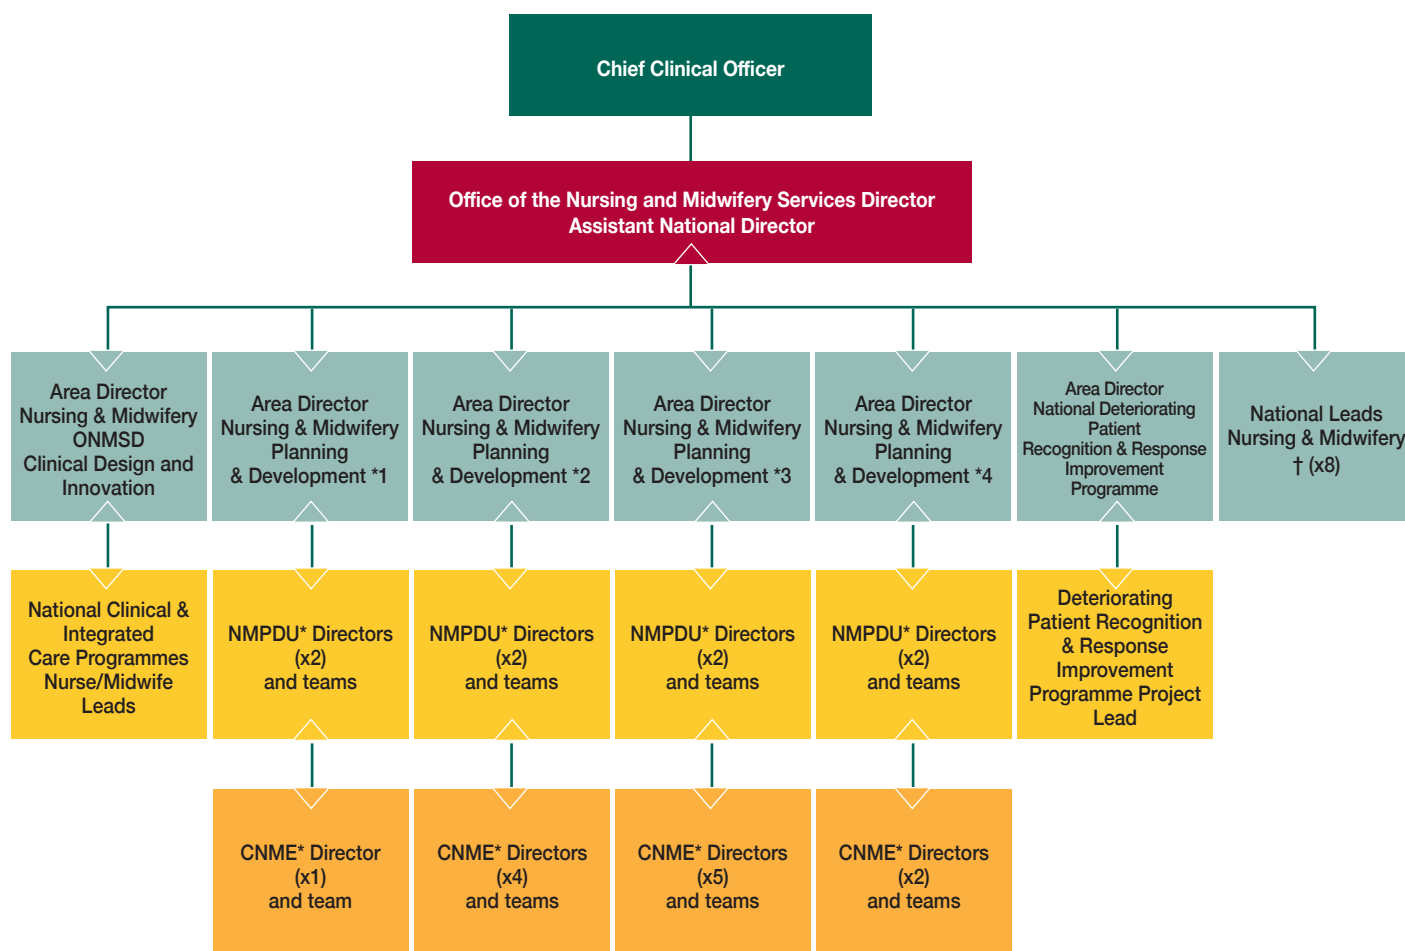 Chief Clinical Officer
Office of the Nursing and Midwifery Services Director
Assistant National Director
Area Director
Nursing & Midwifery
ONMSD
Clinical Design and
Innovation
Area Director
Nursing & Midwifery
Planning
& Development *1
Area Director
Nursing & Midwifery
Planning
& Development *2
Area Director
Nursing & Midwifery
Planning
& Development *3
Area Director
Nursing & Midwifery
Planning
& Development *4
Area Director
National Deteriorating
Patient
Recognition & Response
Improvement
Programme
National Leads
Nursing & Midwifery
† (x8)
National Clinical &
Integrated
Care Programmes
Nurse/Midwife
Leads
NMPDU* Directors
(x2)
and teams
NMPDU* Directors
(x2)
and teams
NMPDU* Directors
(x2)
and teams
NMPDU* Directors
(x2)
and teams
Deteriorating
Patient Recognition
& Response
Improvement
Programme Project
Lead
CNME* Director
(x1)
and team
CNME* Directors
(x4)
and teams
CNME* Directors
(x5)
and teams
CNME* Directors
(x2)
and teams